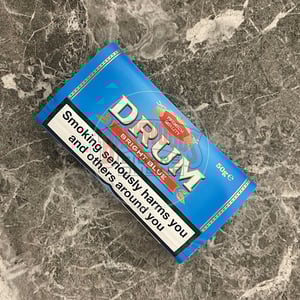 DRUM
BRIGHT BLUE
50g℮
Smoking seriously harms you
and others around you